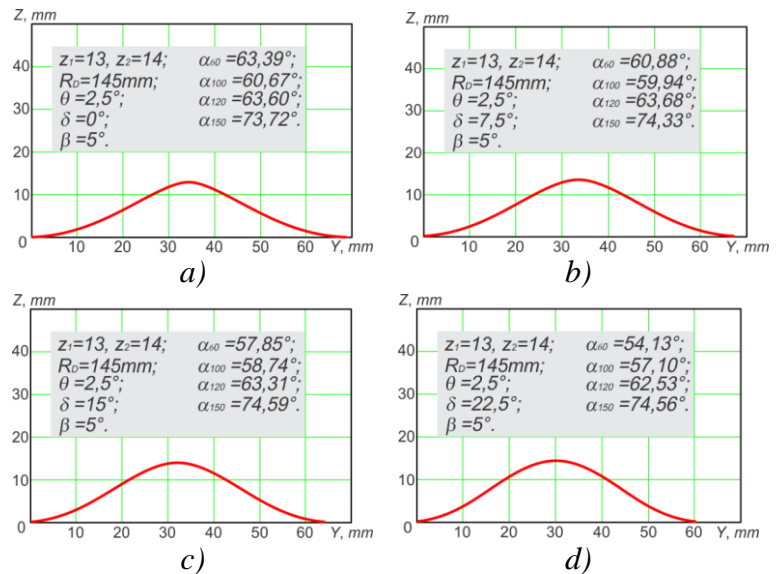 Z, mm
z1=13, z2=14; α60 =63,39°;
RD=145mm; α100 =60,67°;
θ =2,5°; α120 =63,60°;
δ =0°; α150 =73,72°.
β =5°.
40
30
20
10
0
10 20 30 40 50 60 Y, mm
a)
Z, mm
z1=13, z2=14; α60 =60,88°;
RD=145mm; α100 =59,94°;
θ =2,5°; α120 =63,68°;
δ =7,5°; α150 =74,33°.
β =5°.
40
30
20
10
0
10 20 30 40 50 60 Y, mm
b)
Z, mm
z1=13, z2=14; α60 =57,85°;
RD=145mm; α100 =58,74°;
θ =2,5°; α120 =63,31°;
δ =15°; α150 =74,59°.
β =5°.
50
40
30
20
10
0
10 20 30 40 50 60 Y, mm
c)
Z, mm
z1=13, z2=14; α60 =54,13°;
RD=145mm; α100 =57,10°;
θ =2,5°; α120 =62,53°;
δ =22,5°; α150 =74,56°.
β =5°.
50
40
30
20
10
0
10 20 30 40 50 60 Y, mm
d)